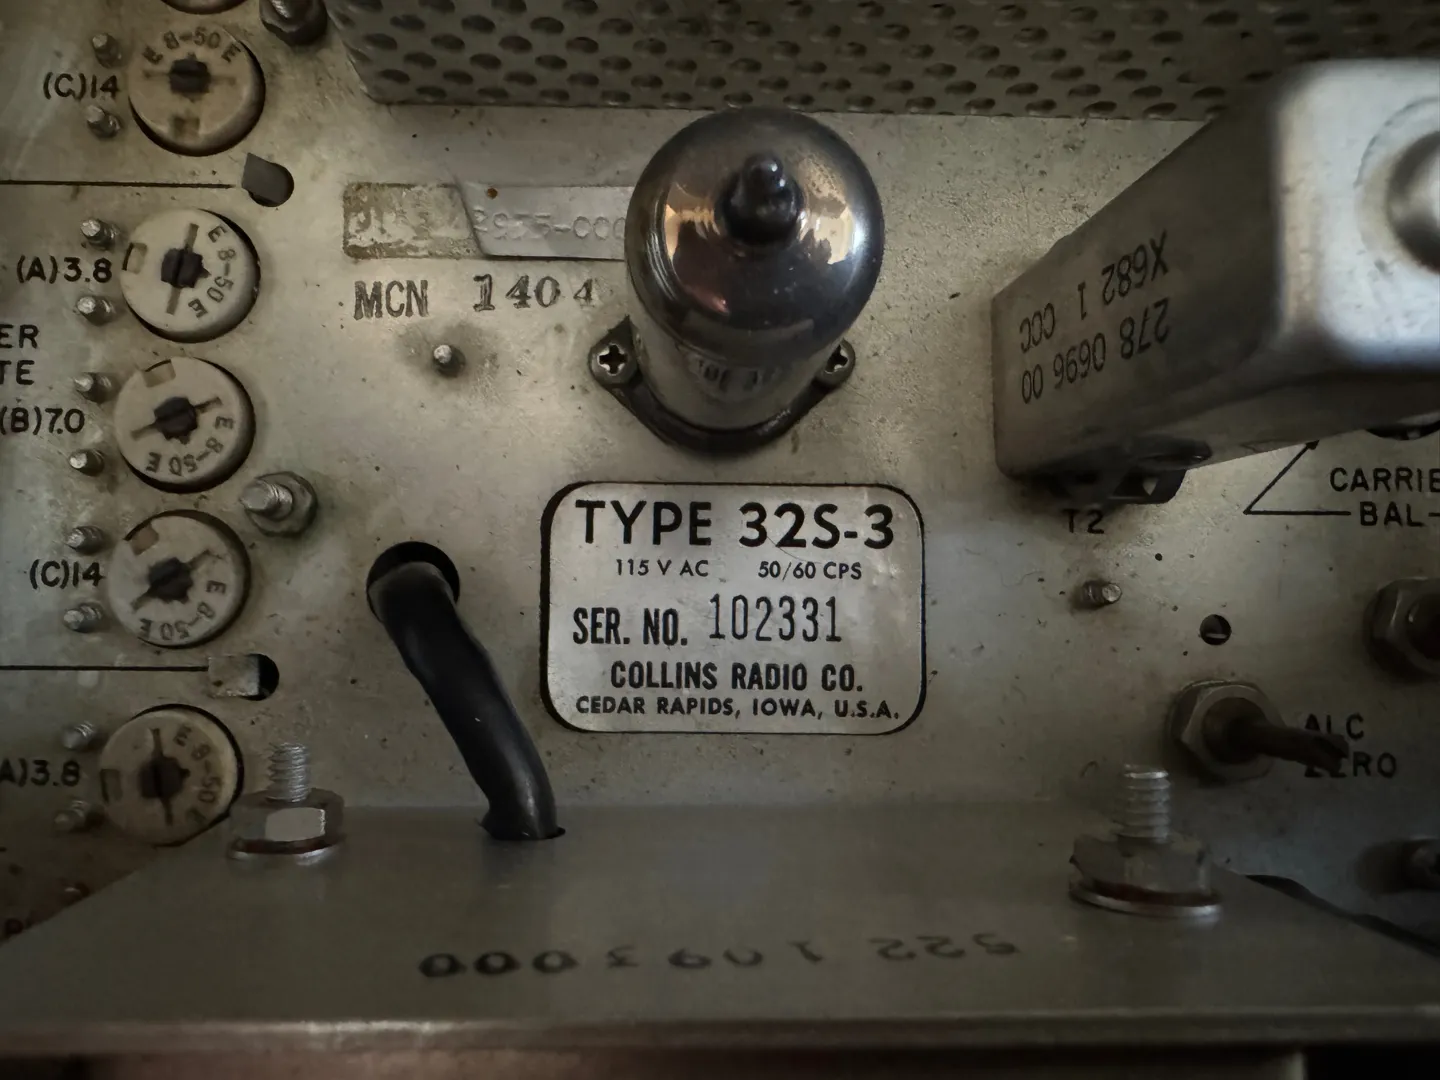 E 8-50 E
(C)14
(A)3.8
E 8-50 E
MCN 1404
(B)7.0
E 8-50 E
X682 1 CCC
278 0696 00
CARRIE
BAL
T2
(C)14
E 8-50 E
TYPE 32S-3
115 V AC 50/60 CPS
SER. NO. 102331
COLLINS RADIO CO.
CEDAR RAPIDS, IOWA, U.S.A.
ALC
ZERO
A)3.8
E 8-50 E
522 1093 000